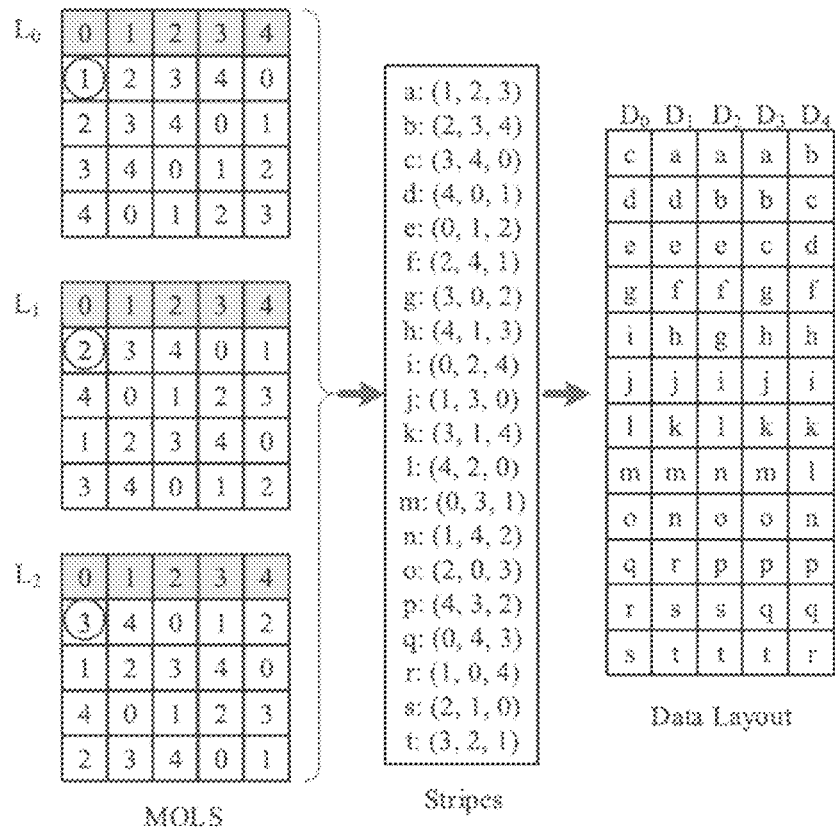 L0
0 1 2 3 4
1 2 3 4 0
2 3 4 0 1
3 4 0 1 2
4 0 1 2 3
L1
0 1 2 3 4
2 3 4 0 1
4 0 1 2 3
1 2 3 4 0
3 4 0 1 2
L2
0 1 2 3 4
3 4 0 1 2
1 2 3 4 0
4 0 1 2 3
2 3 4 0 1
MOLS
a: (1, 2, 3)
b: (2, 3, 4)
c: (3, 4, 0)
d: (4, 0, 1)
e: (0, 1, 2)
f: (2, 4, 1)
g: (3, 0, 2)
h: (4, 1, 3)
i: (0, 2, 4)
j: (1, 3, 0)
k: (3, 1, 4)
l: (4, 2, 0)
m: (0, 3, 1)
n: (1, 4, 2)
o: (2, 0, 3)
p: (4, 3, 2)
q: (0, 4, 3)
r: (1, 0, 4)
s: (2, 1, 0)
t: (3, 2, 1)
Stripes
D0 D1 D2 D3 D4
c a a a b
d d b b c
e e e c d
g f f g f
i h g h h
j j i j i
l k l k k
m m n m l
o n o o n
q r p p p
r s s q q
s t t t r
Data Layout